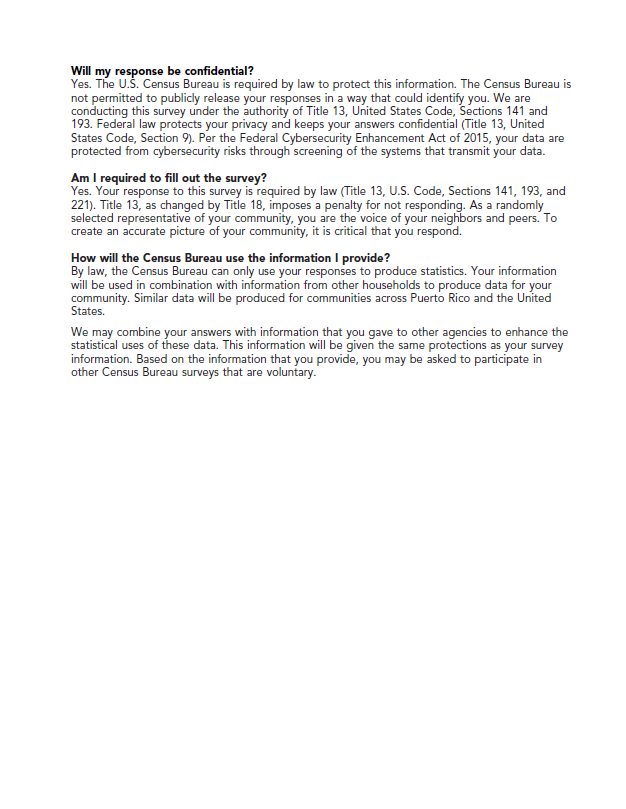 Will my response be confidential?
Yes. The U.S. Census Bureau is required by law to protect this information. The Census Bureau is
not permitted to publicly release your responses in a way that could identify you. We are
conducting this survey under the authority of Title 13, United States Code, Sections 141 and
193. Federal law protects your privacy and keeps your answers confidential (Title 13, United
States Code, Section 9). Per the Federal Cybersecurity Enhancement Act of 2015, your data are
protected from cybersecurity risks through screening of the systems that transmit your data.
Am I required to fill out the survey?
Yes. Your response to this survey is required by law (Title 13, U.S. Code, Sections 141, 193, and
221). Title 13, as changed by Title 18, imposes a penalty for not responding. As a randomly
selected representative of your community, you are the voice of your neighbors and peers. To
create an accurate picture of your community, it is critical that you respond.
How will the Census Bureau use the information I provide?
By law, the Census Bureau can only use your responses to produce statistics. Your information
will be used in combination with information from other households to produce data for your
community. Similar data will be produced for communities across Puerto Rico and the United
States.
We may combine your answers with information that you gave to other agencies to enhance the
statistical uses of these data. This information will be given the same protections as your survey
information. Based on the information that you provide, you may be asked to participate in
other Census Bureau surveys that are voluntary.